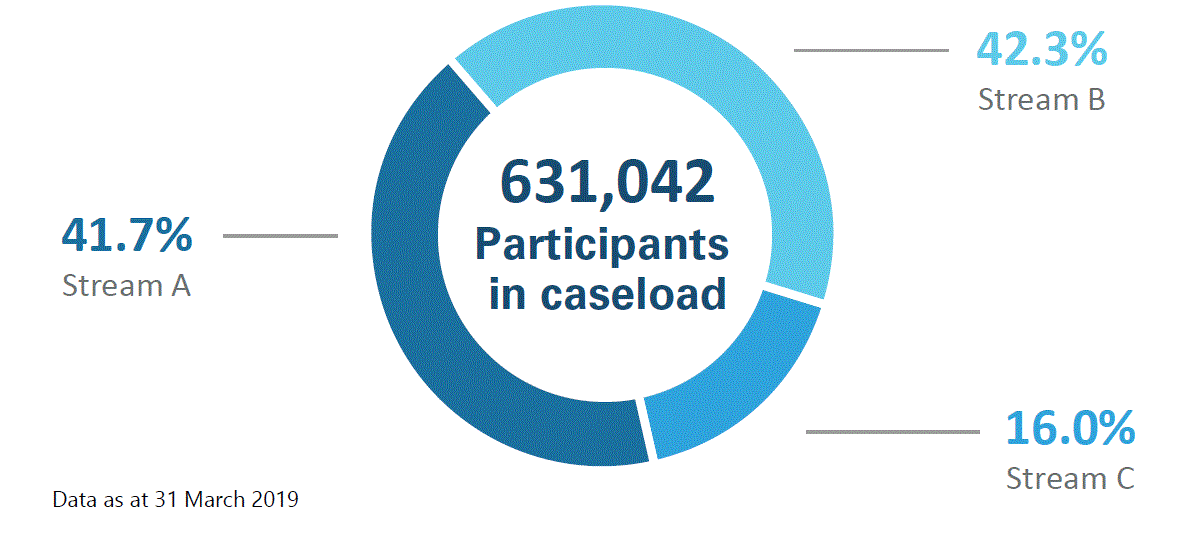 42.3%
Stream B
631,042
Participants
in caseload
41.7%
Stream A
16.0%
Stream C
Data as at 31 March 2019